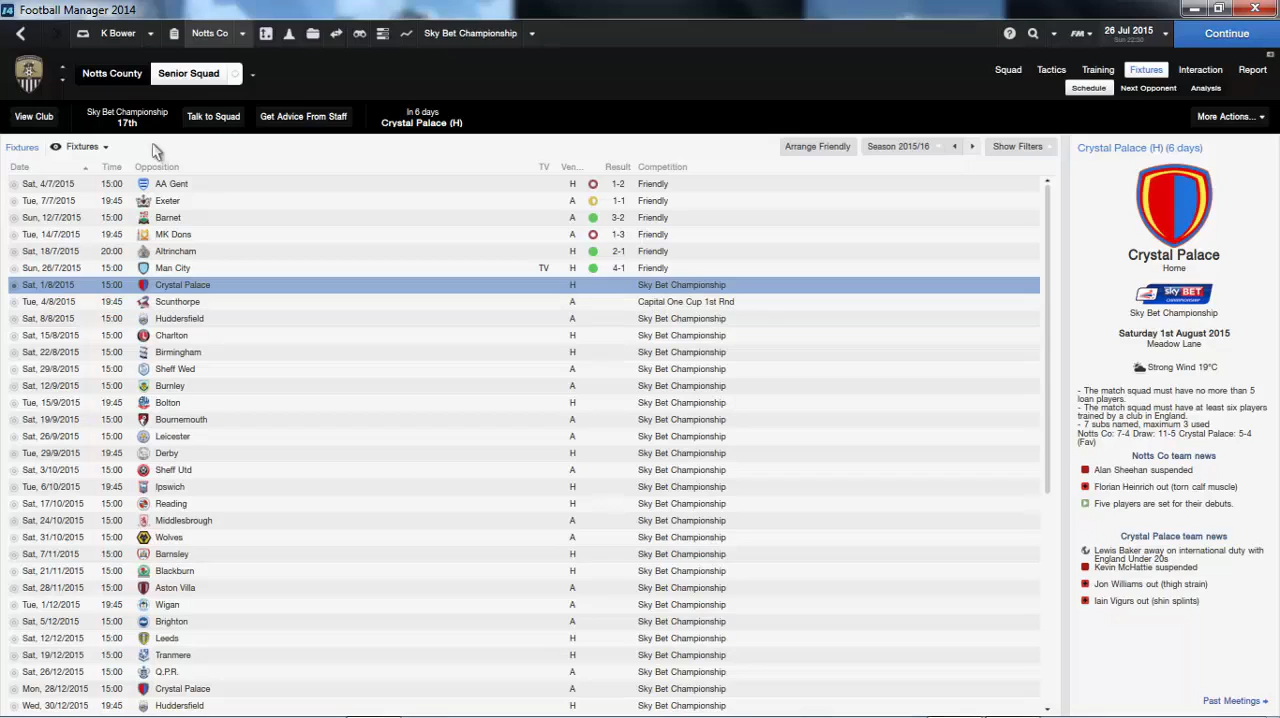 Football Manager 2014
K Bower Notts Co Sky Bet Championship FM 26 Jul 2015 Continue
Sun 22:30
Notts County Senior Squad Squad Tactics Training Fixtures Interaction Report
Schedule Next Opponent Analysis
View Club Sky Bet Championship Talk to Squad Get Advice From Staff In 6 days More Actions...
17th Crystal Palace (H)
Fixtures Fixtures Arrange Friendly Season 2015/16 Show Filters
Date Time Opposition TV Ven... Result Competition
Sat, 4/7/2015 15:00 AA Gent H 1-2 Friendly
Tue, 7/7/2015 19:45 Exeter A 1-1 Friendly
Sun, 12/7/2015 15:00 Barnet A 3-2 Friendly
Tue, 14/7/2015 19:45 MK Dons A 1-3 Friendly
Sat, 18/7/2015 20:00 Altrincham H 2-1 Friendly
Sun, 26/7/2015 15:00 Man City TV H 4-1 Friendly
Sat, 1/8/2015 15:00 Crystal Palace H Sky Bet Championship
Tue, 4/8/2015 19:45 Scunthorpe A Capital One Cup 1st Rnd
Sat, 8/8/2015 15:00 Huddersfield A Sky Bet Championship
Sat, 15/8/2015 15:00 Charlton H Sky Bet Championship
Sat, 22/8/2015 15:00 Birmingham H Sky Bet Championship
Sat, 29/8/2015 15:00 Sheff Wed A Sky Bet Championship
Sat, 12/9/2015 15:00 Burnley A Sky Bet Championship
Tue, 15/9/2015 19:45 Bolton H Sky Bet Championship
Sat, 19/9/2015 15:00 Bournemouth A Sky Bet Championship
Sat, 26/9/2015 15:00 Leicester A Sky Bet Championship
Tue, 29/9/2015 19:45 Derby H Sky Bet Championship
Sat, 3/10/2015 15:00 Sheff Utd A Sky Bet Championship
Tue, 6/10/2015 19:45 Ipswich H Sky Bet Championship
Sat, 17/10/2015 15:00 Reading H Sky Bet Championship
Sat, 24/10/2015 15:00 Middlesbrough A Sky Bet Championship
Sat, 31/10/2015 15:00 Wolves A Sky Bet Championship
Sat, 7/11/2015 15:00 Barnsley H Sky Bet Championship
Sat, 21/11/2015 15:00 Blackburn H Sky Bet Championship
Sat, 28/11/2015 15:00 Aston Villa A Sky Bet Championship
Tue, 1/12/2015 19:45 Wigan A Sky Bet Championship
Sat, 5/12/2015 15:00 Brighton A Sky Bet Championship
Sat, 12/12/2015 15:00 Leeds H Sky Bet Championship
Sat, 19/12/2015 15:00 Tranmere H Sky Bet Championship
Sat, 26/12/2015 15:00 Q.P.R. A Sky Bet Championship
Mon, 28/12/2015 15:00 Crystal Palace A Sky Bet Championship
Wed, 30/12/2015 19:45 Huddersfield H Sky Bet Championship
Crystal Palace (H) (6 days)
Crystal Palace
Home
sky BET CHAMPIONSHIP
Sky Bet Championship
Saturday 1st August 2015
Meadow Lane
Strong Wind 19°C
- The match squad must have no more than 5
loan players.
- The match squad must have at least six players
trained by a club in England.
- 7 subs named, maximum 3 used
Notts Co: 7-4 Draw: 11-5 Crystal Palace: 5-4
(Fav)
Notts Co team news
Alan Sheehan suspended
Florian Heinrich out (torn calf muscle)
Five players are set for their debuts.
Crystal Palace team news
Lewis Baker away on international duty with
England Under 20s
Kevin McHattie suspended
Jon Williams out (thigh strain)
Iain Vigurs out (shin splints)
Past Meetings